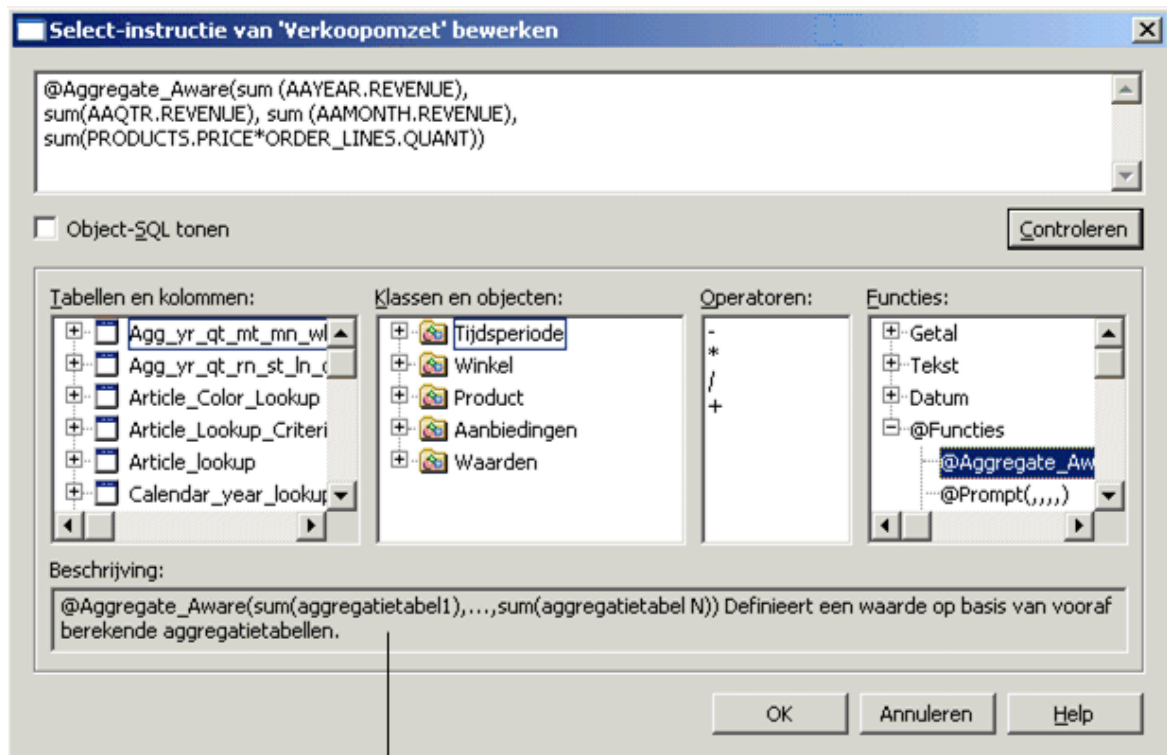 Select-instructie van 'Verkoopomzet' bewerken
@Aggregate_Aware(sum (AAYEAR.REVENUE),
sum(AAQTR.REVENUE), sum (AAMONTH.REVENUE),
sum(PRODUCTS.PRICE*ORDER_LINES.QUANT))
Object-SQL tonen
Controleren
Tabellen en kolommen:
Agg_yr_qt_mt_mn_wl
Agg_yr_qt_rn_st_ln_c
Article_Color_Lookup
Article_Lookup_Criteri
Article_lookup
Calendar_year_lookup
Klassen en objecten:
Tijdsperiode
Winkel
Product
Aanbiedingen
Waarden
Operatoren:
-
*
/
+
Functies:
Getal
Tekst
Datum
@Functies
@Aggregate_Aw
@Prompt(,,,,)
Beschrijving:
@Aggregate_Aware(sum(aggregatietabel1),...,sum(aggregatietabel N)) Definieert een waarde op basis van vooraf
berekende aggregatietabellen.
OK
Annuleren
Help